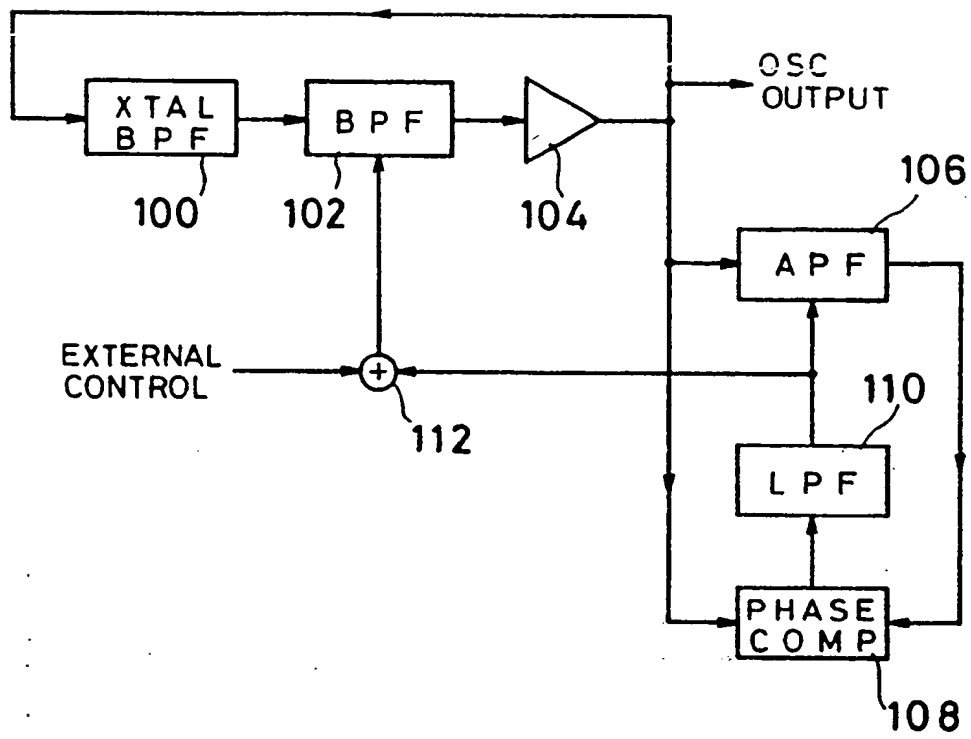 OSC
OUTPUT
XTAL
BPF
BPF
100
102
104
106
APF
EXTERNAL
CONTROL
+
112
110
LPF
PHASE
COMP
108